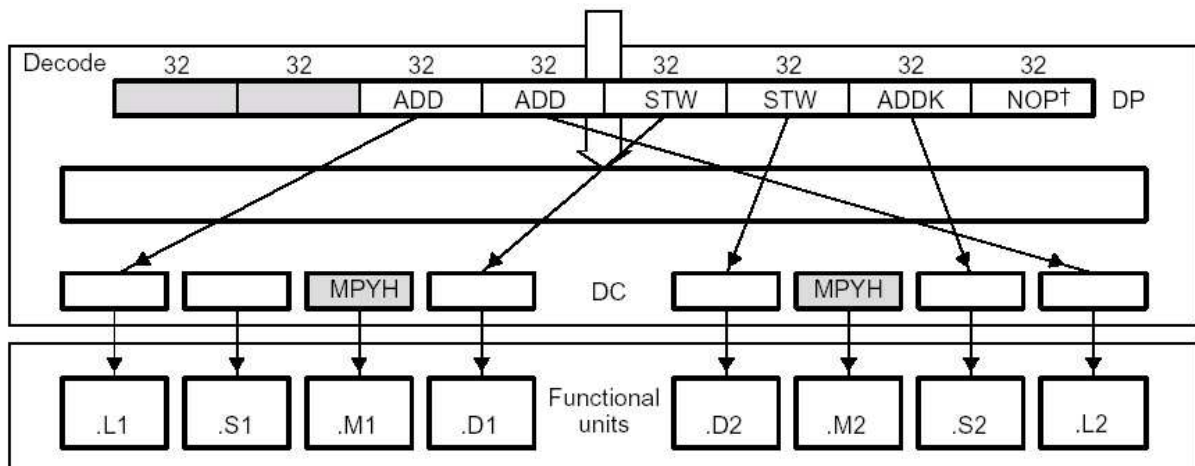 Decode 32 32 32 32 32 32 32 32
ADD ADD STW STW ADDK NOP† DP
MPYH DC MPYH
Functional
units
.L1 .S1 .M1 .D1 .D2 .M2 .S2 .L2